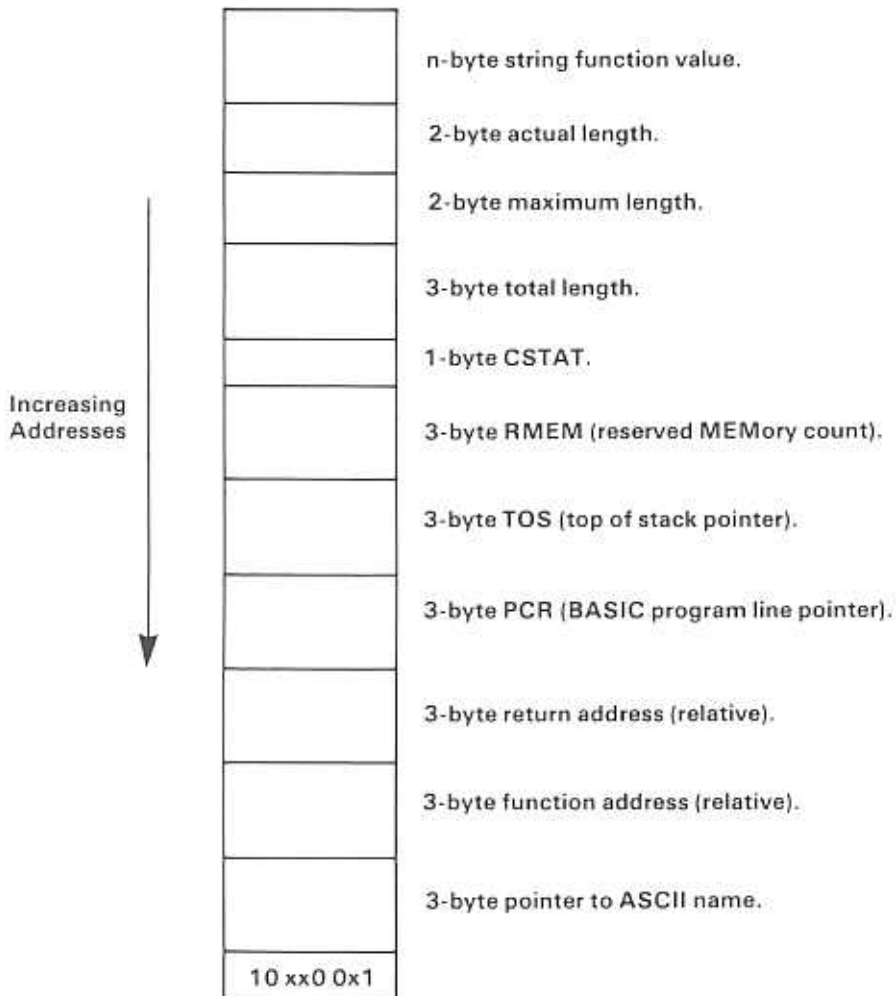 n-byte string function value.
2-byte actual length.
2-byte maximum length.
3-byte total length.
1-byte CSTAT.
Increasing
Addresses
3-byte RMEM (reserved MEMory count).
3-byte TOS (top of stack pointer).
3-byte PCR (BASIC program line pointer).
3-byte return address (relative).
3-byte function address (relative).
3-byte pointer to ASCII name.
10 xx0 0x1